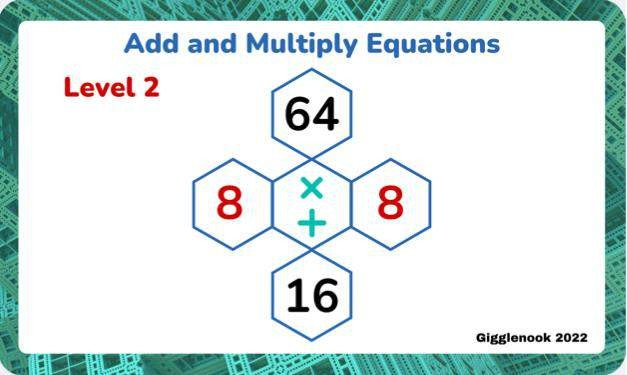 Add and Multiply Equations
Level 2
64
8 × 8
+
16
Gigglenook 2022